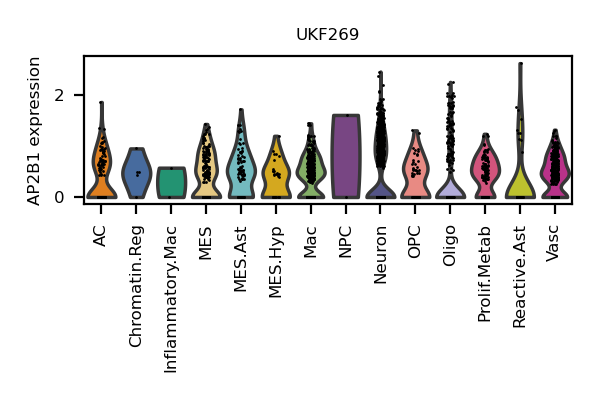 UKF269
AP2B1 expression
2
0
AC
Chromatin.Reg
Inflammatory.Mac
MES
MES.Ast
MES.Hyp
Mac
NPC
Neuron
OPC
Oligo
Prolif.Metab
Reactive.Ast
Vasc